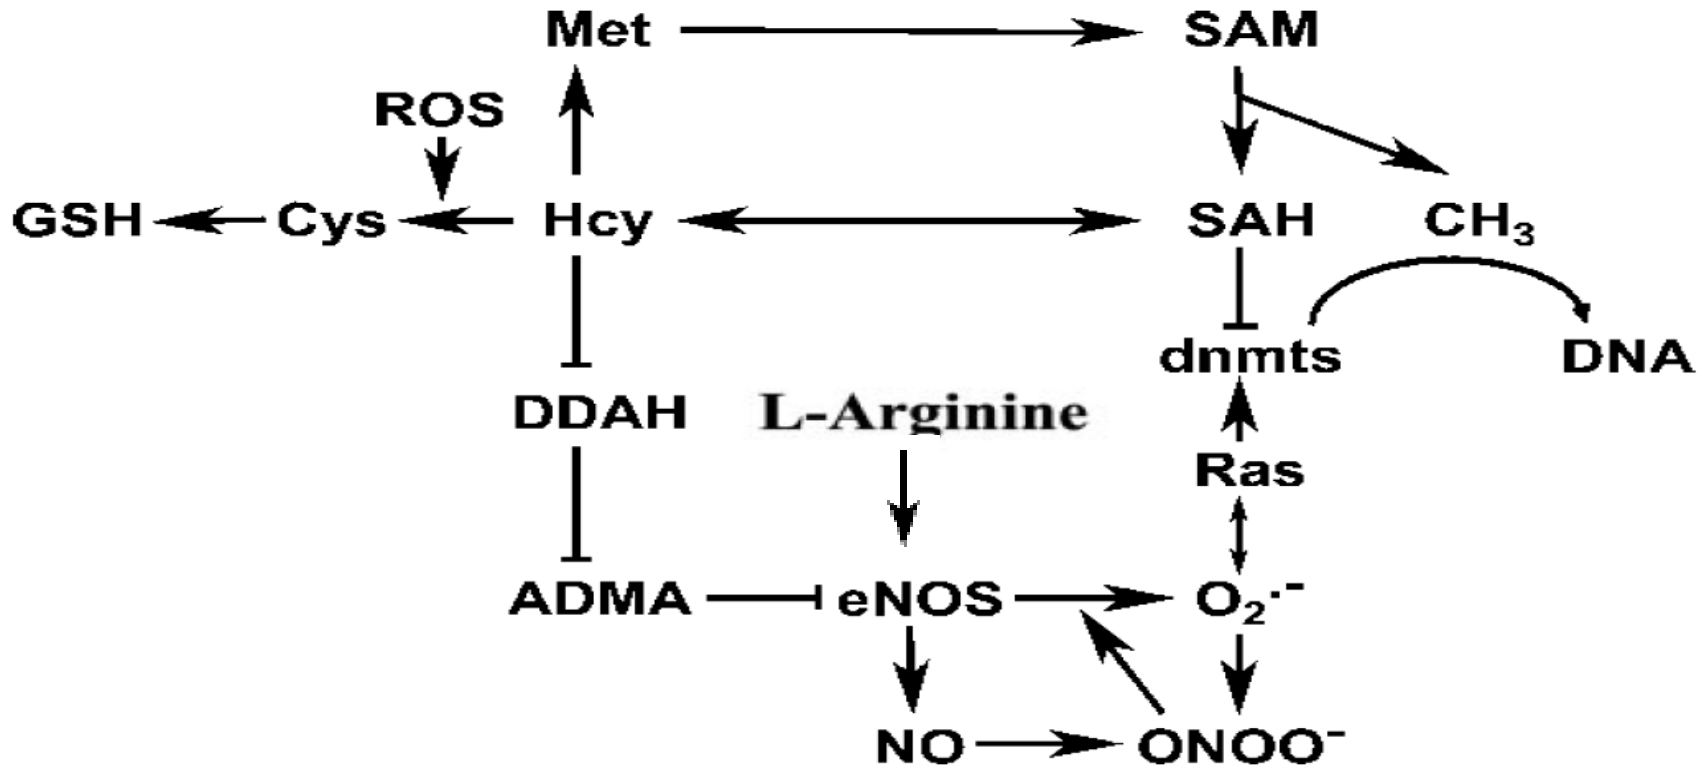 Met SAM
ROS
GSH Cys Hcy SAH CH₃
dnmts DNA
DDAH L-Arginine
Ras
ADMA eNOS O₂·⁻
NO ONOO⁻